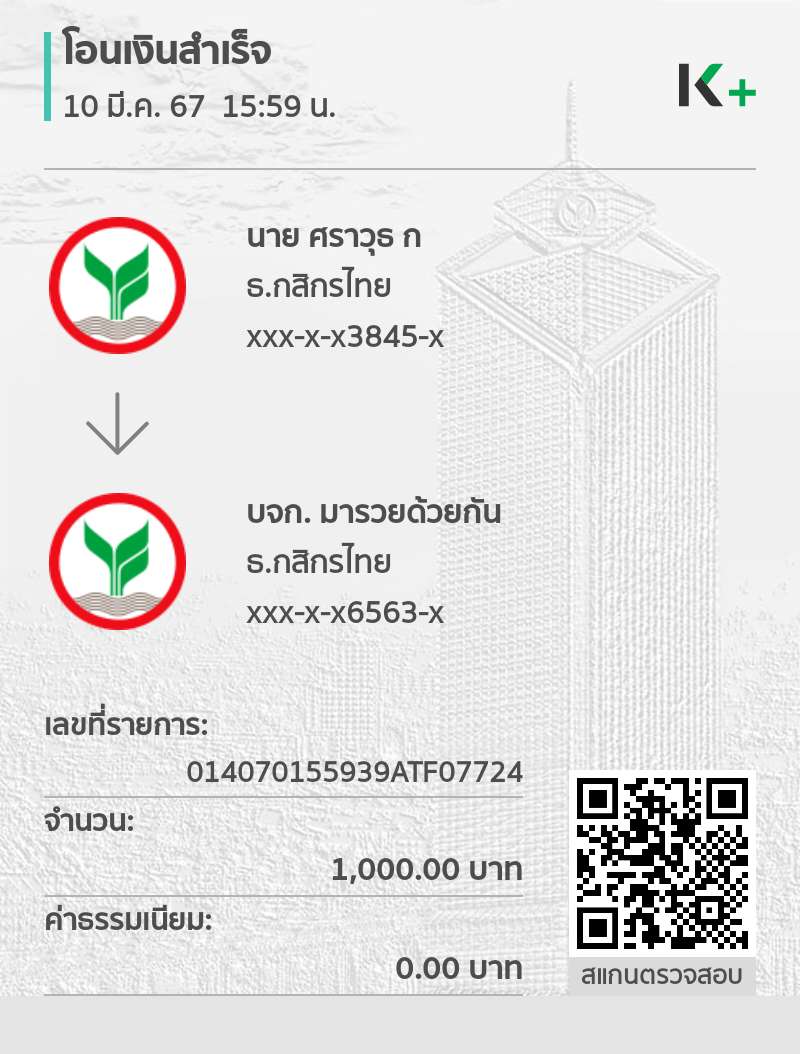 โอนเงินสำเร็จ
10 มี.ค. 67 15:59 น.
K+
นาย ศราวุธ ก
ธ.กสิกรไทย
xxx-x-x3845-x
บจก. มารวยด้วยกัน
ธ.กสิกรไทย
xxx-x-x6563-x
เลขที่รายการ:
014070155939ATF07724
จำนวน:
1,000.00 บาท
ค่าธรรมเนียม:
0.00 บาท
สแกนตรวจสอบ